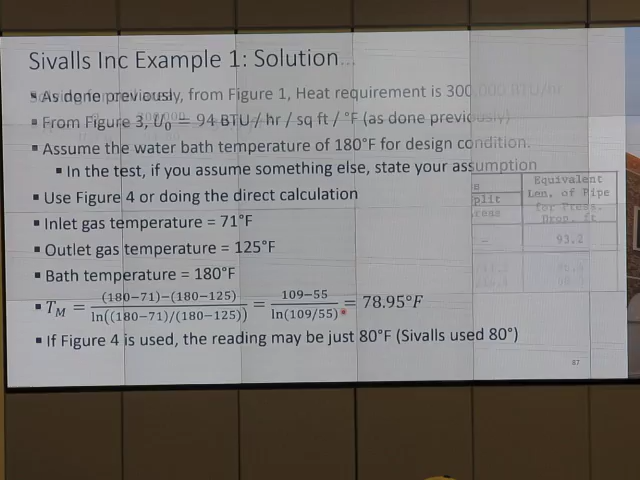 Sivalls Inc Example 1: Solution
▪ As done previously, from Figure 1, Heat requirement is 300,000 BTU/hr
▪ From Figure 3, U₀ = 94 BTU / hr / sq ft / °F (as done previously)
▪ Assume the water bath temperature of 180°F for design condition.
▪ In the test, if you assume something else, state your assumption
▪ Use Figure 4 or doing the direct calculation
▪ Inlet gas temperature = 71°F
▪ Outlet gas temperature = 125°F
▪ Bath temperature = 180°F
▪ T_M = (180−71)−(180−125) / ln((180−71)/(180−125)) = 109−55 / ln(109/55) = 78.95°F
▪ If Figure 4 is used, the reading may be just 80°F (Sivalls used 80°)
Equivalent
Len. of Pipe
for Press.
Drop, ft
93.2
87